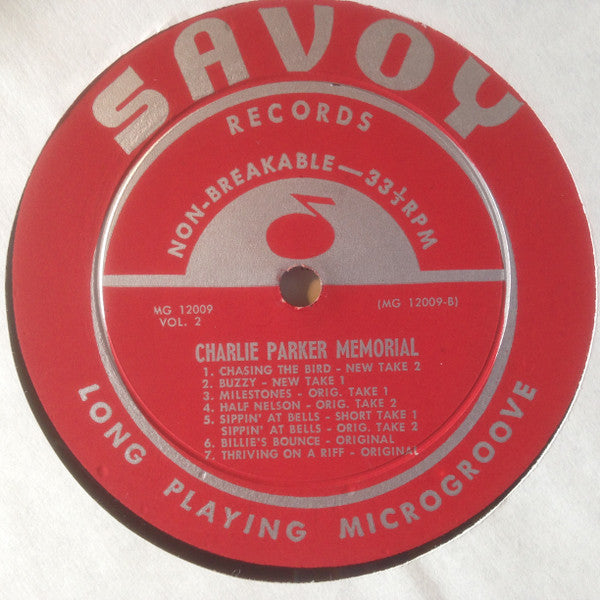 SAVOY
RECORDS
NON-BREAKABLE—33⅓RPM
MG 12009
VOL. 2
(MG 12009-B)
CHARLIE PARKER MEMORIAL
1. CHASING THE BIRD - NEW TAKE 2
2. BUZZY - NEW TAKE 1
3. MILESTONES - ORIG. TAKE 1
4. HALF NELSON - ORIG. TAKE 2
5. SIPPIN' AT BELLS - SHORT TAKE 1
SIPPIN' AT BELLS - ORIG. TAKE 2
6. BILLIE'S BOUNCE - ORIGINAL
7. THRIVING ON A RIFF - ORIGINAL
LONG PLAYING MICROGROOVE